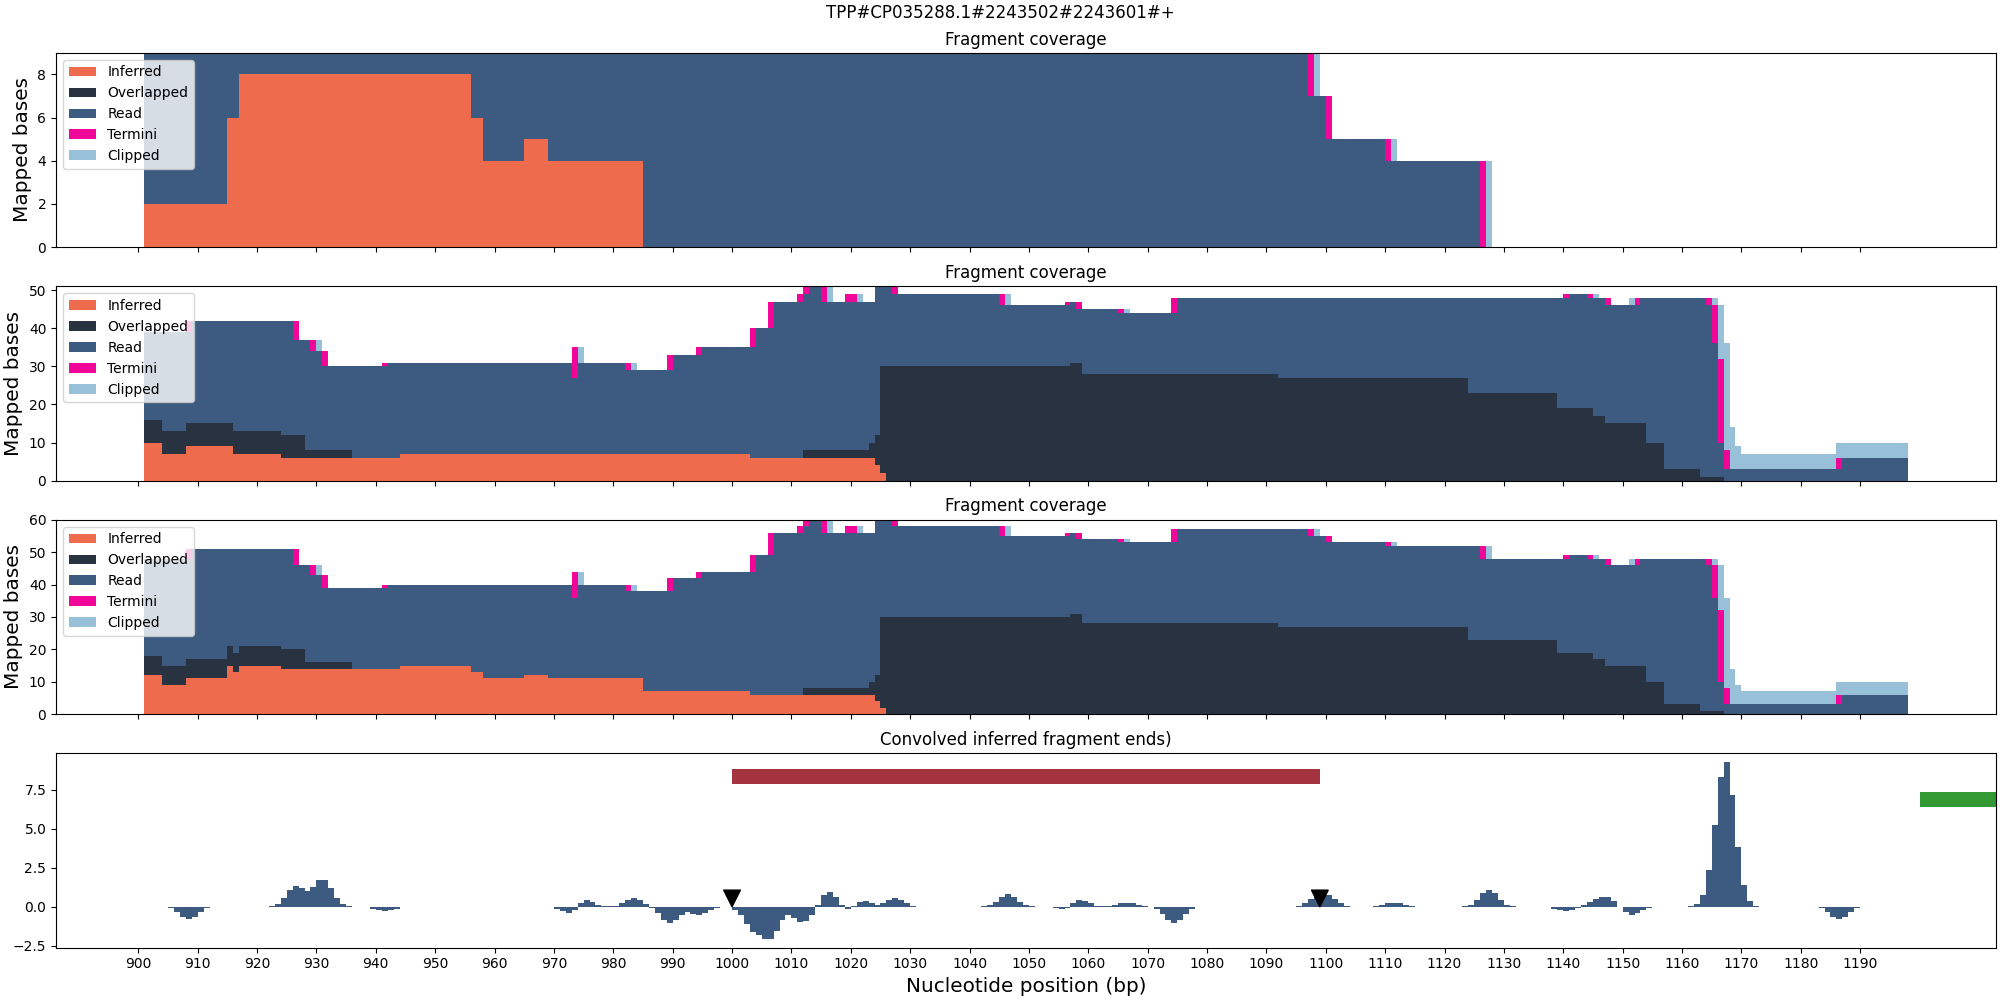 TPP#CP035288.1#2243502#2243601#+
Fragment coverage
Mapped bases
8
6
4
2
0
Inferred
Overlapped
Read
Termini
Clipped
Fragment coverage
Mapped bases
50
40
30
20
10
0
Inferred
Overlapped
Read
Termini
Clipped
Fragment coverage
Mapped bases
60
50
40
30
20
10
0
Inferred
Overlapped
Read
Termini
Clipped
Convolved inferred fragment ends)
7.5
5.0
2.5
0.0
−2.5
900 910 920 930 940 950 960 970 980 990 1000 1010 1020 1030 1040 1050 1060 1070 1080 1090 1100 1110 1120 1130 1140 1150 1160 1170 1180 1190
Nucleotide position (bp)